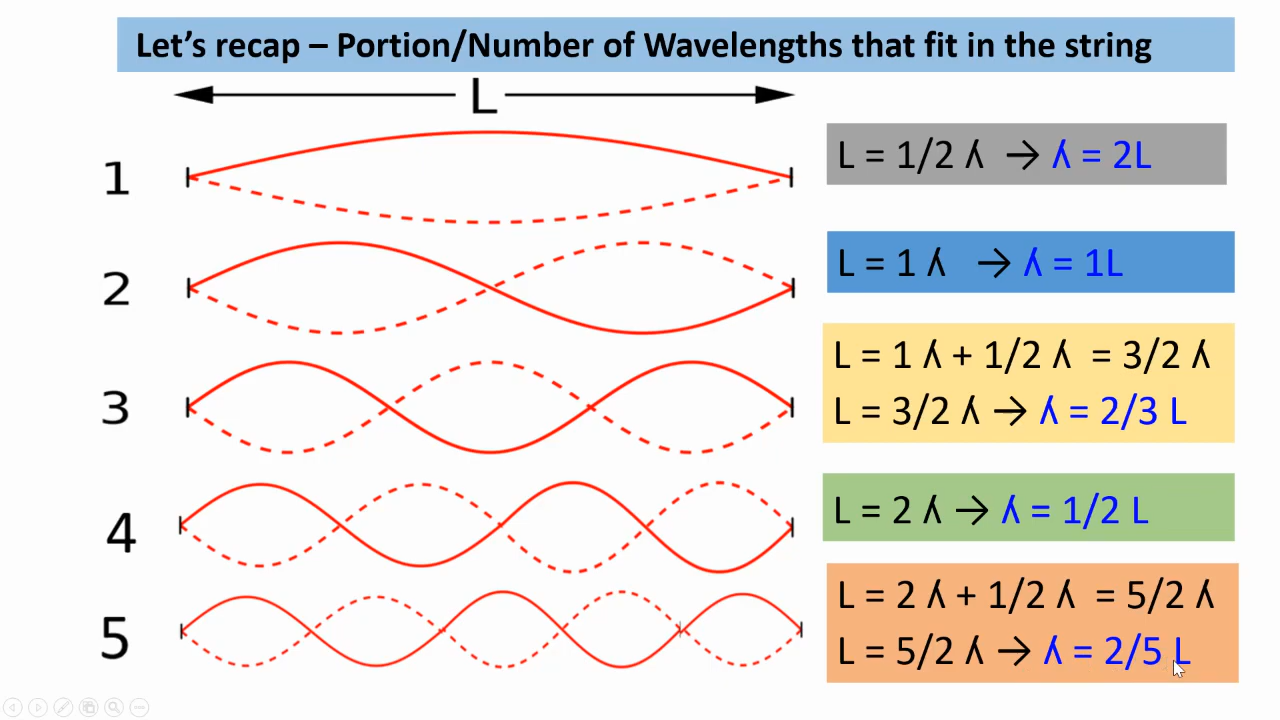 Let's recap – Portion/Number of Wavelengths that fit in the string
L
1
L = 1/2 ʎ → ʎ = 2L
2
L = 1 ʎ → ʎ = 1L
3
L = 1 ʎ + 1/2 ʎ = 3/2 ʎ
L = 3/2 ʎ → ʎ = 2/3 L
4
L = 2 ʎ → ʎ = 1/2 L
5
L = 2 ʎ + 1/2 ʎ = 5/2 ʎ
L = 5/2 ʎ → ʎ = 2/5 L